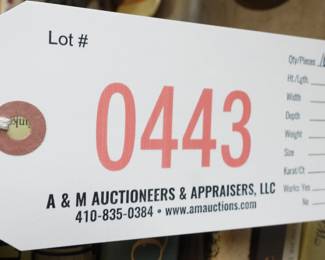 Lot #
0443
A & M AUCTIONEERS & APPRAISERS, LLC
410-835-0384 • www.amauctions.com
Qty/Pieces
Ht./Lgth
Width
Depth
Weight
Size
Karat/Ct
Works: Yes
No